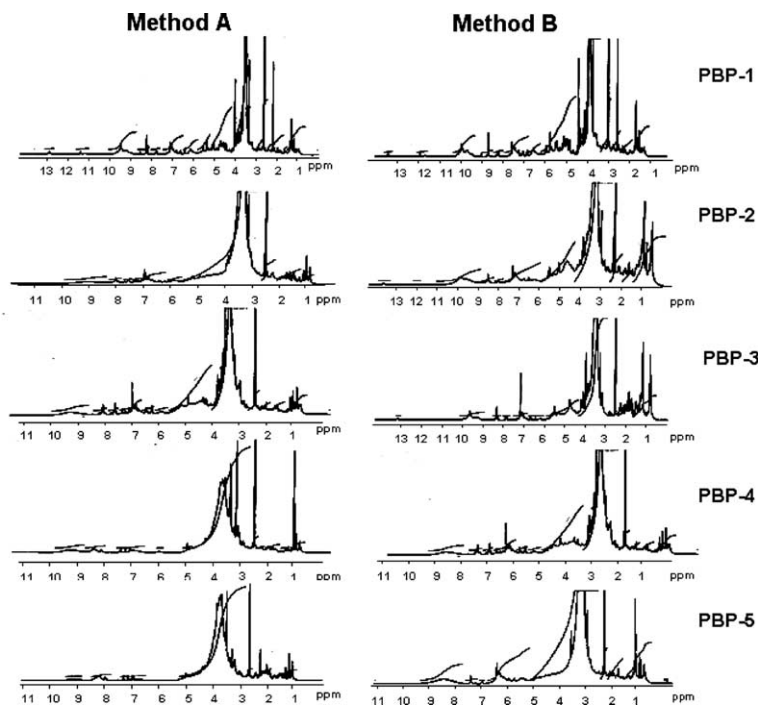 Method A Method B
PBP-1
ppm ppm
13 12 11 10 9 8 7 6 5 4 3 2 1 13 12 11 10 9 8 7 6 5 4 3 2 1
PBP-2
ppm ppm
11 10 9 8 7 6 5 4 3 2 1 13 12 11 10 9 8 7 6 5 4 3 2 1
PBP-3
ppm ppm
11 10 9 8 7 6 5 4 3 2 1 13 12 11 10 9 8 7 6 5 4 3 2 1
PBP-4
ppm ppm
11 10 9 8 7 6 5 4 3 2 1 11 10 9 8 7 6 5 4 3 2 1
PBP-5
ppm ppm
11 10 9 8 7 6 5 4 3 2 1 11 10 9 8 7 6 5 4 3 2 1